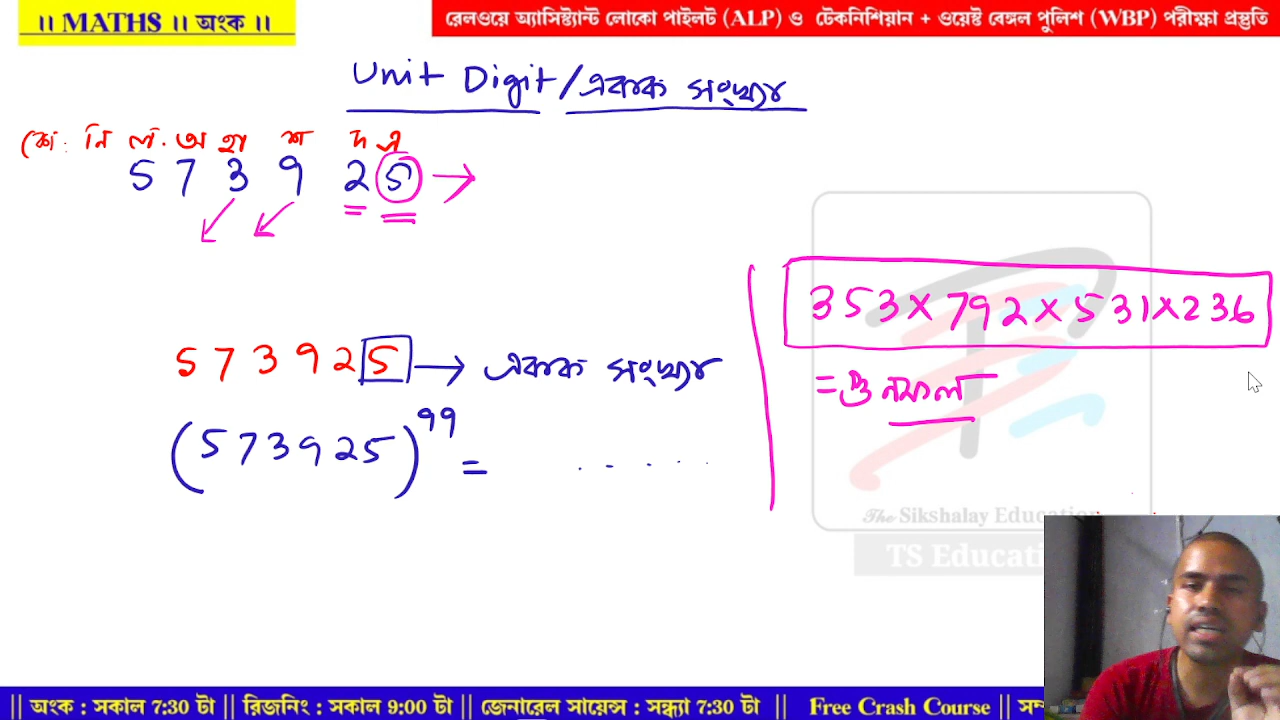 ।। MATHS ।। অংক ।।
রেলওয়ে অ্যাসিস্ট্যান্ট লোকো পাইলট (ALP) ও টেকনিশিয়ান + ওয়েস্ট বেঙ্গল পুলিশ (WBP) পরীক্ষা প্রস্তুতি
Unit Digit/একক সংখ্যা
কো. নি ল. অ হা শ দ এ
5 7 3 9 2 5 →
353 × 792 × 531 × 236
= গুনফল
573925 → একক সংখ্যা
(573925)^99 = .....
The Sikshalay Education
TS Educati
|| অংক : সকাল 7:30 টা || রিজনিং : সকাল 9:00 টা || জেনারেল সায়েন্স : সন্ধ্যা 7:30 টা || Free Crash Course ||